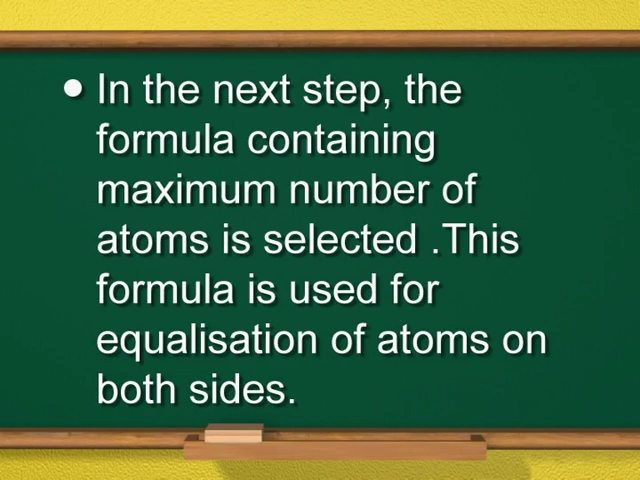 • In the next step, the
formula containing
maximum number of
atoms is selected .This
formula is used for
equalisation of atoms on
both sides.